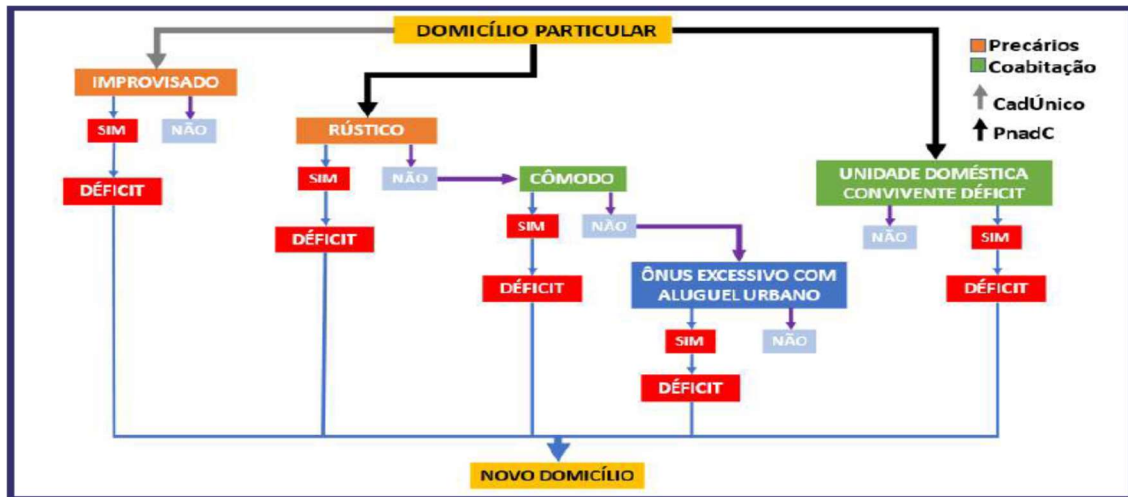 DOMICÍLIO PARTICULAR
Precários
Coabitação
CadÚnico
PnadC
IMPROVISADO
SIM
NÃO
DÉFICIT
RÚSTICO
SIM
NÃO
DÉFICIT
CÔMODO
SIM
NÃO
DÉFICIT
ÔNUS EXCESSIVO COM
ALUGUEL URBANO
SIM
NÃO
DÉFICIT
UNIDADE DOMÉSTICA
CONVIVENTE DÉFICIT
NÃO
SIM
DÉFICIT
NOVO DOMICÍLIO